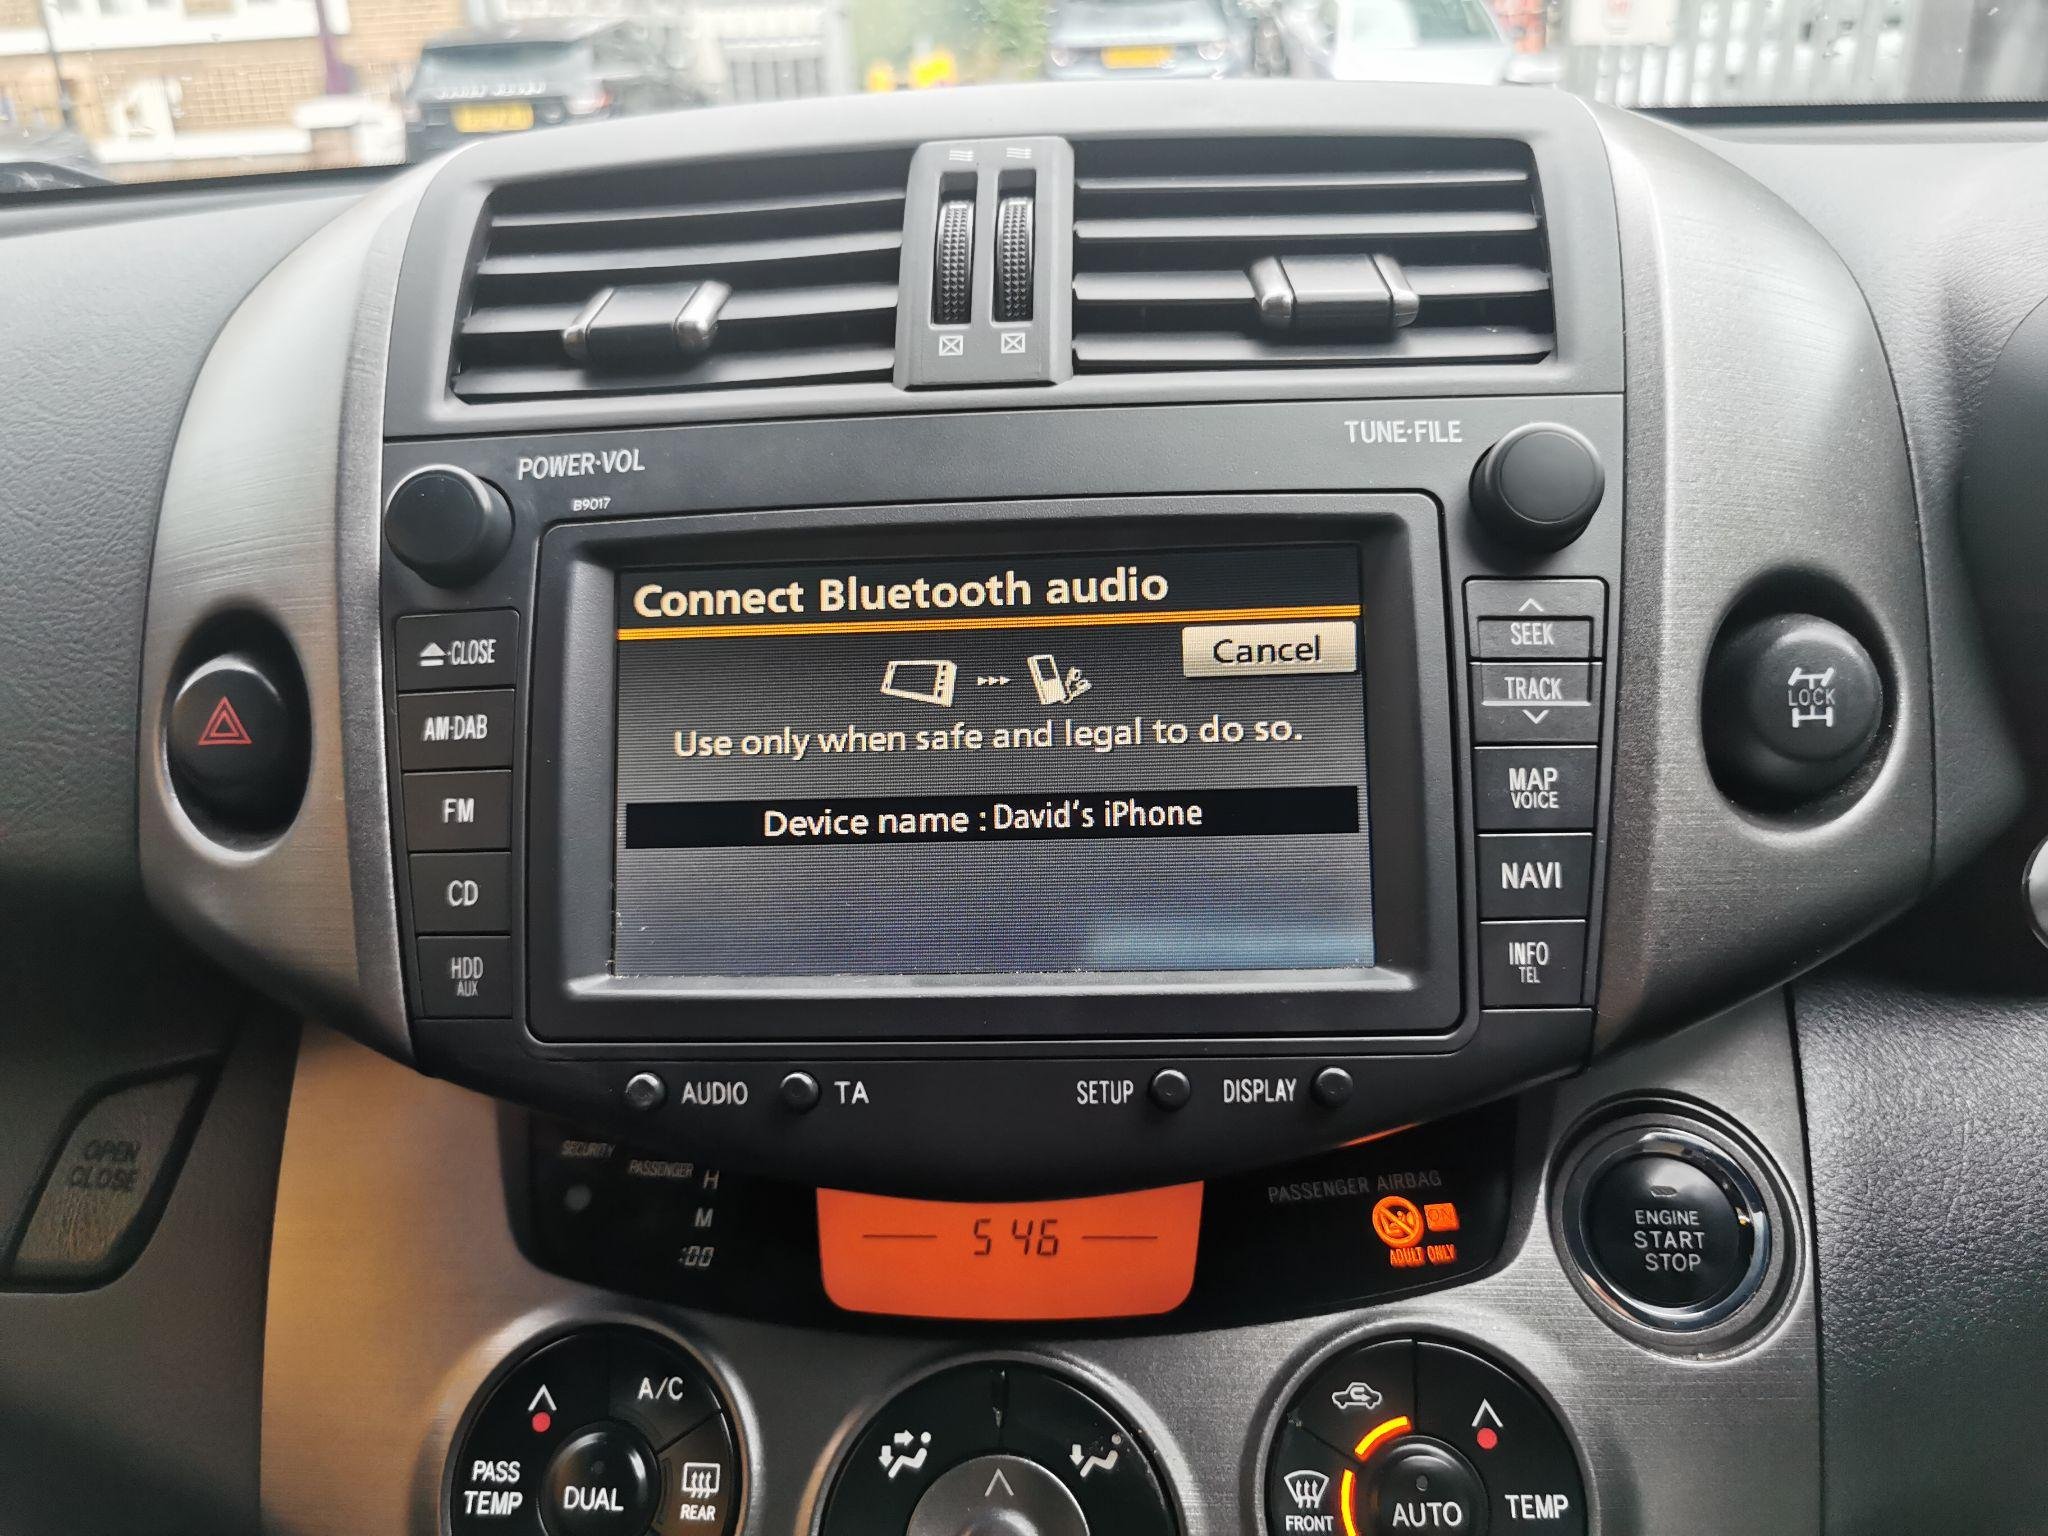 POWER·VOL
TUNE·FILE
B9017
CLOSE
AM·DAB
FM
CD
HDD
AUX
Connect Bluetooth audio
Cancel
Use only when safe and legal to do so.
Device name : David's iPhone
SEEK
TRACK
MAP
VOICE
NAVI
INFO
TEL
LOCK
AUDIO
TA
SETUP
DISPLAY
OPEN
CLOSE
SECURITY
PASSENGER
H
M
:00
5 46
PASSENGER AIRBAG
ON
ADULT ONLY
ENGINE
START
STOP
A/C
PASS
TEMP
DUAL
REAR
FRONT
AUTO
TEMP